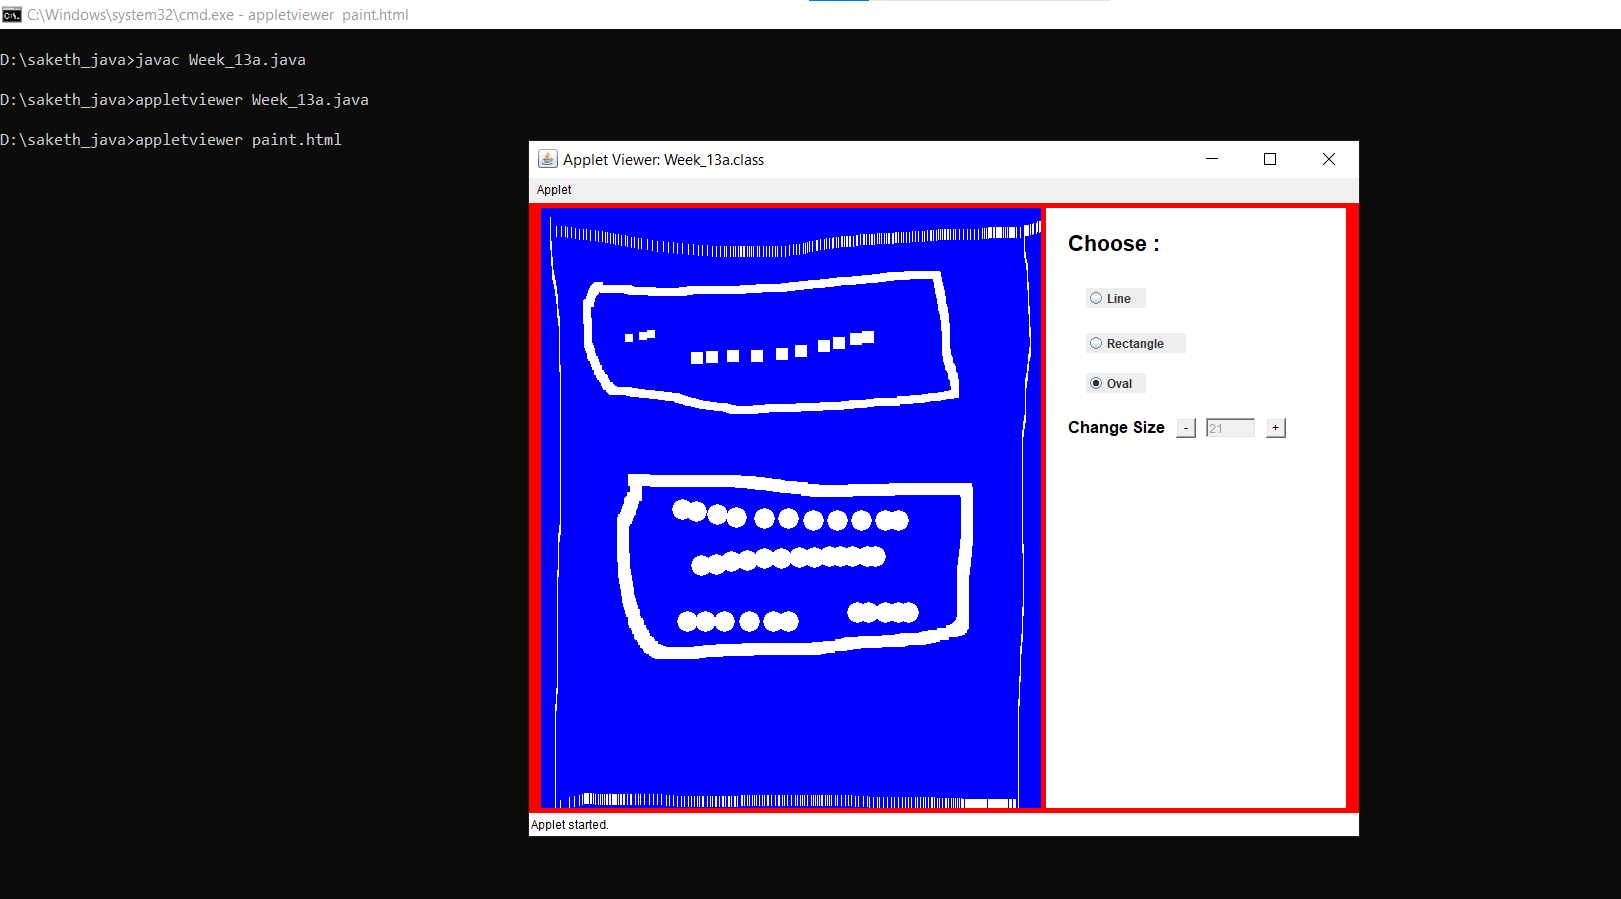 C:\Windows\system32\cmd.exe - appletviewer  paint.html
D:\saketh_java>javac Week_13a.java
D:\saketh_java>appletviewer Week_13a.java
D:\saketh_java>appletviewer paint.html
Applet Viewer: Week_13a.class
Applet
Choose :
Line
Rectangle
Oval
Change Size - 21 +
Applet started.